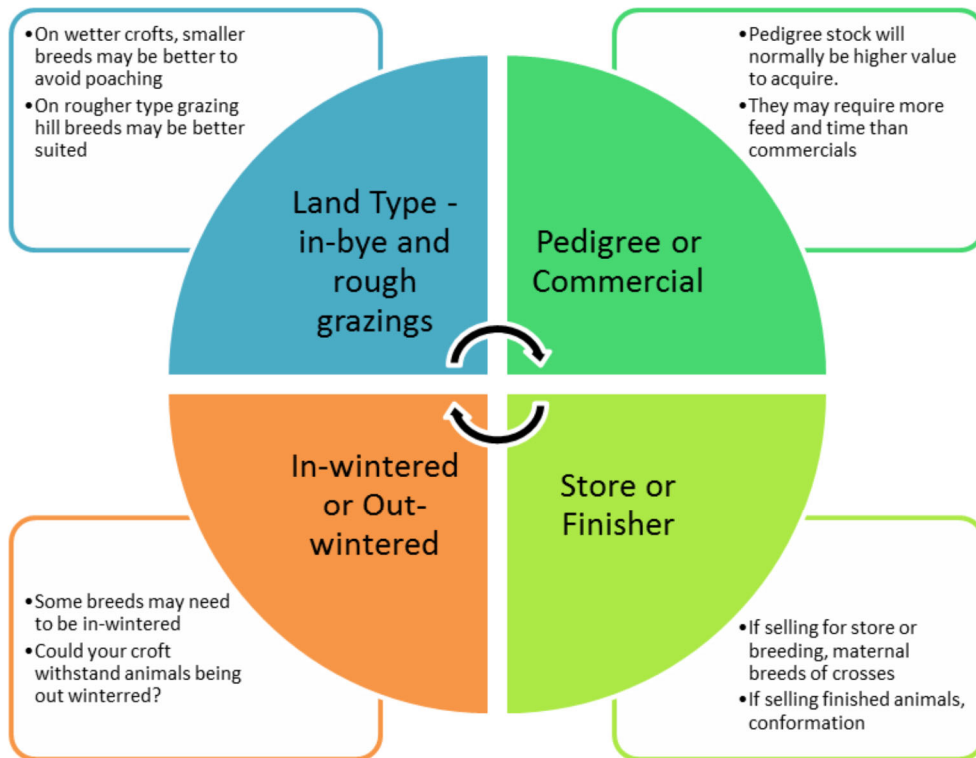 •On wetter crofts, smaller
breeds may be better to
avoid poaching
•On rougher type grazing
hill breeds may be better
suited
•Pedigree stock will
normally be higher value
to acquire.
•They may require more
feed and time than
commercials
Land Type -
in-bye and
rough
grazings
Pedigree or
Commercial
In-wintered
or Out-
wintered
Store or
Finisher
•Some breeds may need
to be in-wintered
•Could your croft
withstand animals being
out winterred?
•If selling for store or
breeding, maternal
breeds of crosses
•If selling finished animals,
conformation